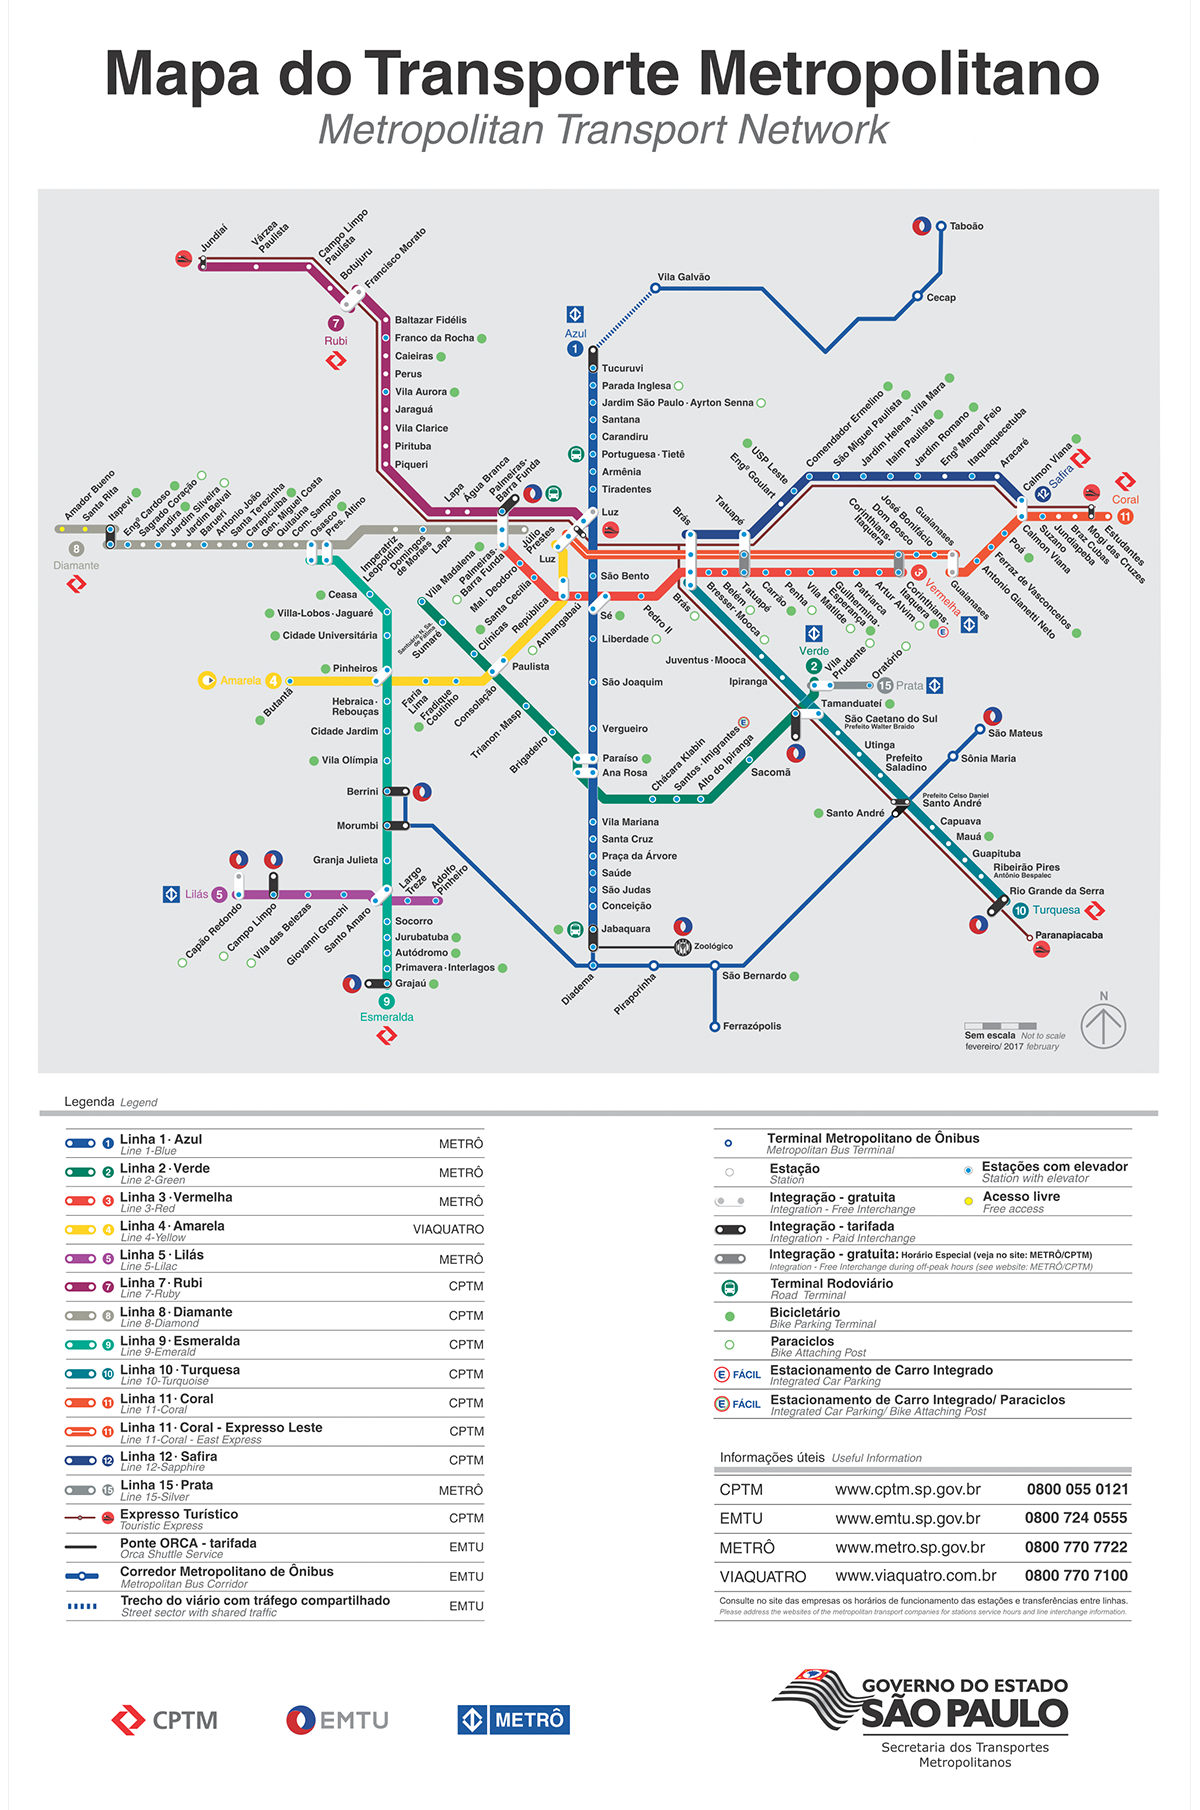 Mapa do Transporte Metropolitano
Metropolitan Transport Network
Jundiaí
Várzea
Paulista
Campo Limpo
Paulista
Botujuru
Francisco Morato
7
Rubi
Baltazar Fidélis
Franco da Rocha
Caieiras
Perus
Vila Aurora
Jaraguá
Vila Clarice
Pirituba
Piqueri
Lapa
Água Branca
Palmeiras-
Barra Funda
Luz
Taboão
Cecap
Vila Galvão
Azul
1
Tucuruvi
Parada Inglesa
Jardim São Paulo · Ayrton Senna
Santana
Carandiru
Portuguesa · Tietê
Armênia
Tiradentes
São Bento
Sé
Liberdade
São Joaquim
Vergueiro
Paraíso
Ana Rosa
Vila Mariana
Santa Cruz
Praça da Árvore
Saúde
São Judas
Conceição
Jabaquara
Zoológico
Diadema
Piraporinha
São Bernardo
Ferrazópolis
Amador Bueno
Santa Rita
Itapevi
Engº Cardoso
Sagrado Coração
Jandira
Jardim Silveira
Jardim Belval
Barueri
Antonio João
Santa Terezinha
Carapicuíba
Gen. Miguel Costa
Quitaúna
Com. Sampaio
Osasco
Pres. Altino
Imperatriz
Leopoldina
Domingos
de Moraes
Lapa
Júlio
Prestes
8
Diamante
Ceasa
Villa-Lobos · Jaguaré
Cidade Universitária
Pinheiros
Hebraica ·
Rebouças
Cidade Jardim
Vila Olímpia
Berrini
Morumbi
Granja Julieta
Socorro
Jurubatuba
Autódromo
Primavera · Interlagos
Grajaú
9
Esmeralda
Lilás 5
Capão Redondo
Campo Limpo
Vila das Belezas
Giovanni Gronchi
Santo Amaro
Largo
Treze
Adolfo
Pinheiro
Amarela 4
Butantã
Faria
Lima
Fradique
Coutinho
Paulista
República
Luz
Vila Madalena
Santuário N. Sa.
de Fátima
Sumaré
Clínicas
Consolação
Trianon · Masp
Brigadeiro
Chácara Klabin
Santos · Imigrantes
Alto do Ipiranga
Sacomã
Tamanduateí
Vila
Prudente
Oratório
Verde
2
15 Prata
Palmeiras-
Barra Funda
Mal. Deodoro
Santa Cecília
Anhangabaú
Pedro II
Brás
Bresser · Mooca
Belém
Tatuapé
Carrão
Penha
Vila Matilde
Guilhermina ·
Esperança
Patriarca
Artur Alvim
Corinthians-
Itaquera
3 Vermelha
Brás
Tatuapé
Engº Goulart
USP Leste
Comendador Ermelino
São Miguel Paulista
Jardim Helena · Vila Mara
Itaim Paulista
Jardim Romano
Engº Manoel Feio
Itaquaquecetuba
Aracaré
Calmon Viana
12 Safira
Coral
11
Corinthians-
Itaquera
Dom Bosco
José Bonifácio
Guaianases
Guaianases
Antonio Gianetti Neto
Ferraz de Vasconcelos
Poá
Calmon Viana
Suzano
Jundiapeba
Braz Cubas
Mogi das Cruzes
Estudantes
Juventus · Mooca
Ipiranga
São Caetano do Sul
Prefeito Walter Braido
Utinga
Prefeito
Saladino
Prefeito Celso Daniel
Santo André
Santo André
Capuava
Mauá
Guapituba
Ribeirão Pires
Antônio Bespalec
Rio Grande da Serra
10 Turquesa
Paranapiacaba
São Mateus
Sônia Maria
N
Sem escala Not to scale
fevereiro/ 2017 february
Legenda Legend
1 Linha 1 · Azul METRÔ
Line 1-Blue
2 Linha 2 · Verde METRÔ
Line 2-Green
3 Linha 3 · Vermelha METRÔ
Line 3-Red
4 Linha 4 · Amarela VIAQUATRO
Line 4-Yellow
5 Linha 5 · Lilás METRÔ
Line 5-Lilac
7 Linha 7 · Rubi CPTM
Line 7-Ruby
8 Linha 8 · Diamante CPTM
Line 8-Diamond
9 Linha 9 · Esmeralda CPTM
Line 9-Emerald
10 Linha 10 · Turquesa CPTM
Line 10-Turquoise
11 Linha 11 · Coral CPTM
Line 11-Coral
11 Linha 11 · Coral - Expresso Leste CPTM
Line 11-Coral - East Express
12 Linha 12 · Safira CPTM
Line 12-Sapphire
15 Linha 15 · Prata METRÔ
Line 15-Silver
Expresso Turístico CPTM
Touristic Express
Ponte ORCA - tarifada EMTU
Orca Shuttle Service
Corredor Metropolitano de Ônibus EMTU
Metropolitan Bus Corridor
Trecho do viário com tráfego compartilhado EMTU
Street sector with shared traffic
Terminal Metropolitano de Ônibus
Metropolitan Bus Terminal
Estação
Station
Estações com elevador
Station with elevator
Integração - gratuita
Integration - Free Interchange
Acesso livre
Free access
Integração - tarifada
Integration - Paid Interchange
Integração - gratuita: Horário Especial (veja no site: METRÔ/CPTM)
Integration - Free Interchange during off-peak hours (see website: METRÔ/CPTM)
Terminal Rodoviário
Road Terminal
Bicicletário
Bike Parking Terminal
Paraciclos
Bike Attaching Post
E FÁCIL Estacionamento de Carro Integrado
Integrated Car Parking
E FÁCIL Estacionamento de Carro Integrado/ Paraciclos
Integrated Car Parking/ Bike Attaching Post
Informações úteis Useful Information
CPTM www.cptm.sp.gov.br 0800 055 0121
EMTU www.emtu.sp.gov.br 0800 724 0555
METRÔ www.metro.sp.gov.br 0800 770 7722
VIAQUATRO www.viaquatro.com.br 0800 770 7100
Consulte no site das empresas os horários de funcionamento das estações e transferências entre linhas.
Please address the websites of the metropolitan transport companies for stations service hours and line interchange information.
CPTM
EMTU
METRÔ
GOVERNO DO ESTADO
SÃO PAULO
Secretaria dos Transportes
Metropolitanos